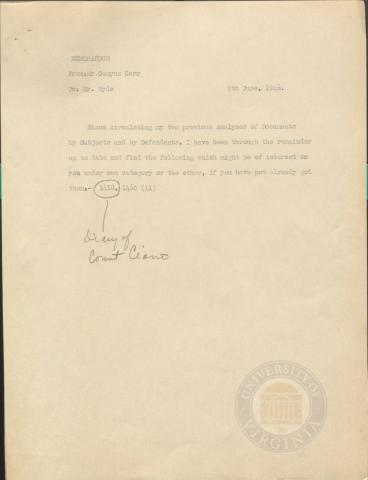 MEMORANDUM
From: Mr. Comyns Carr
To: Mr. Hyde 7th June, 1946.
Since circulating my two previous analyses of Documents
by Subjects and by Defendants, I have been through the remainder
up to date and find the following which might be of interest to
you under one category or the other, if you have not already got
them:- 1418, 1460 (11)
Diary of
Count Ciano
UNIVERSITY OF VIRGINIA